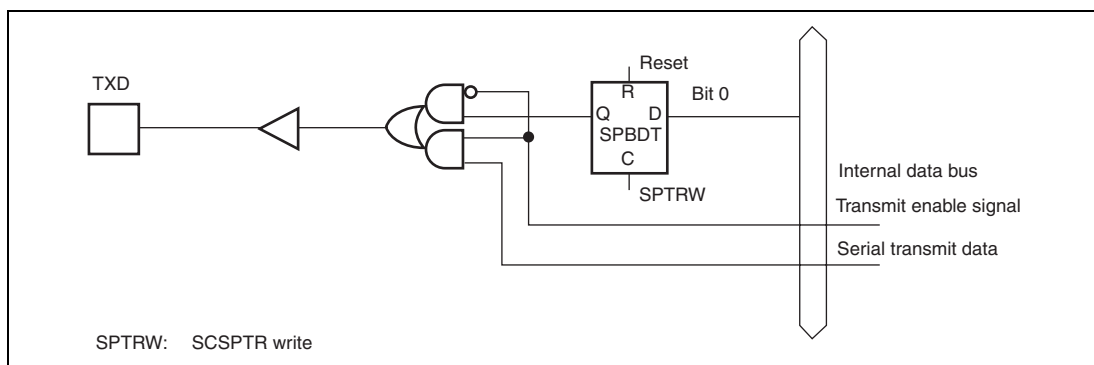 Reset
TXD
R
Bit 0
Q D
SPBDT
C
Internal data bus
SPTRW
Transmit enable signal
Serial transmit data
SPTRW: SCSPTR write